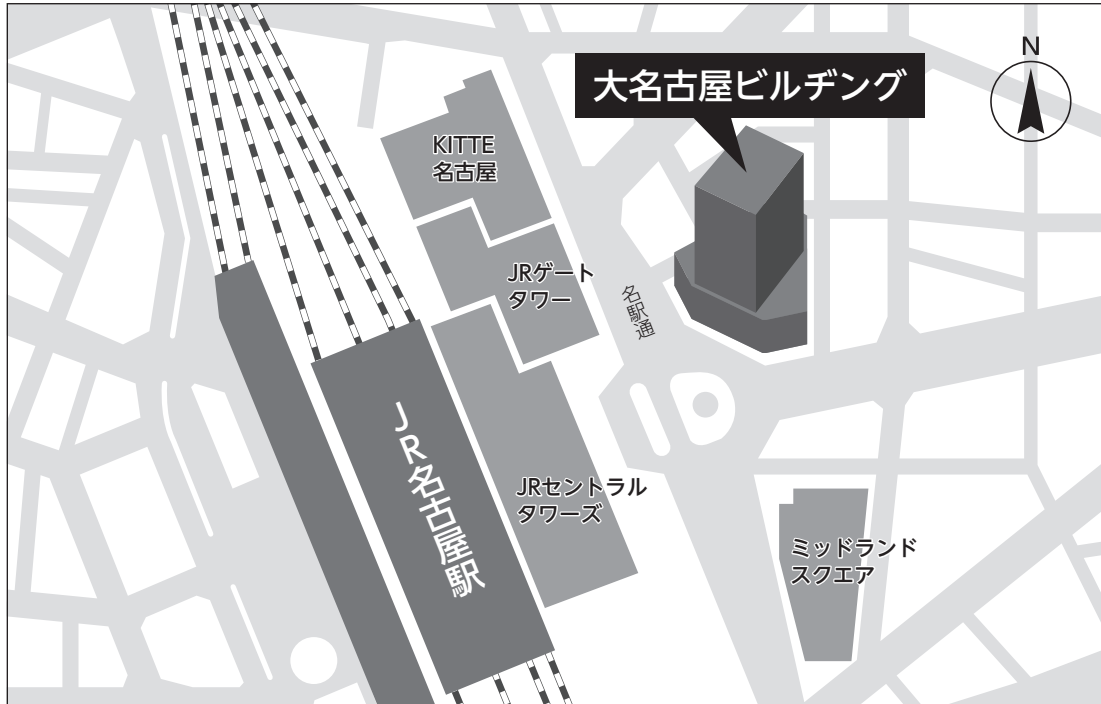 N
大名古屋ビルヂング
KITTE
名古屋
JRゲート
タワー
名駅通
JR名古屋駅
JRセントラル
タワーズ
ミッドランド
スクエア